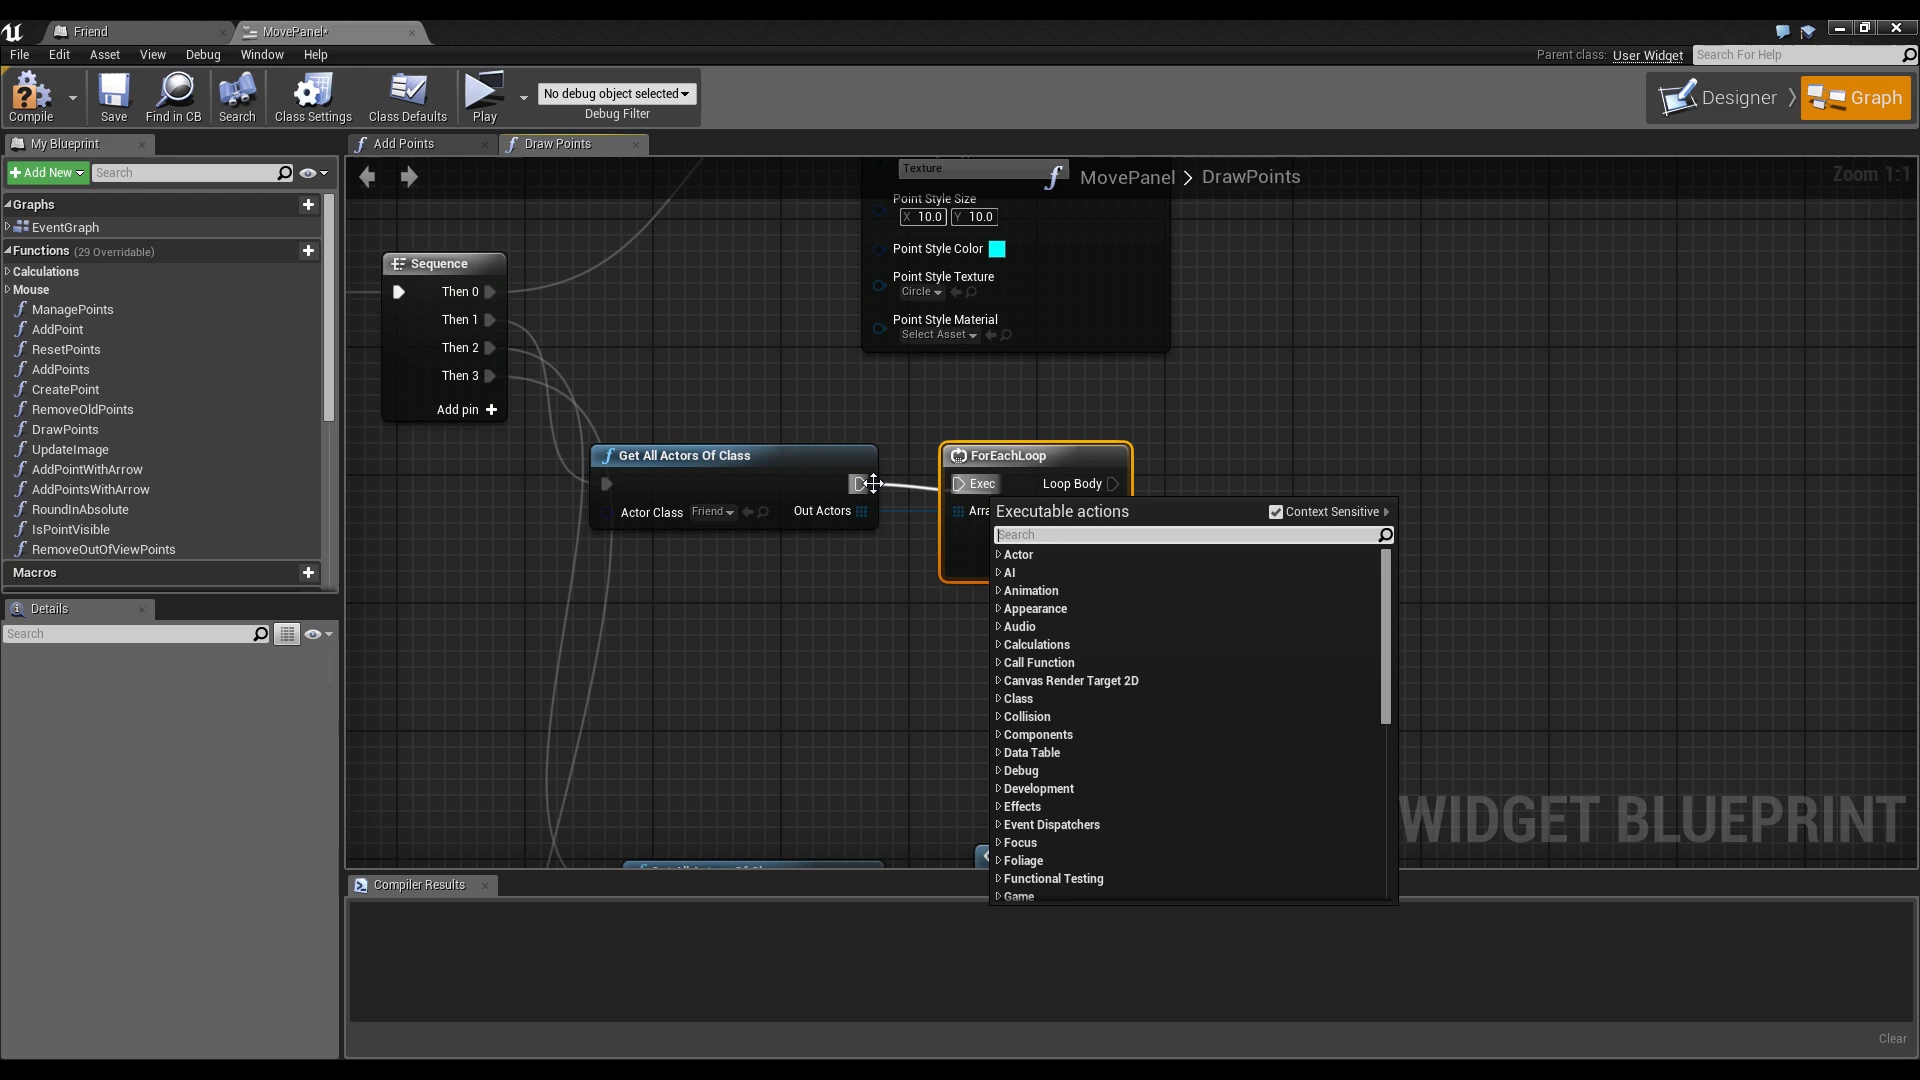 Friend
MovePanel*
File Edit Asset View Debug Window Help
Parent class: User Widget
Search For Help
Compile
Save
Find in CB
Search
Class Settings
Class Defaults
Play
No debug object selected
Debug Filter
Designer
Graph
My Blueprint
Add Points
Draw Points
Add New
Search
MovePanel > DrawPoints
Zoom 1:1
Graphs
EventGraph
Functions (29 Overridable)
Calculations
Mouse
ManagePoints
AddPoint
ResetPoints
AddPoints
CreatePoint
RemoveOldPoints
DrawPoints
UpdateImage
AddPointWithArrow
AddPointsWithArrow
RoundInAbsolute
IsPointVisible
RemoveOutOfViewPoints
Macros
Details
Search
Texture
Point Style Size
X 10.0 Y 10.0
Point Style Color
Point Style Texture
Circle
Point Style Material
Select Asset
Sequence
Then 0
Then 1
Then 2
Then 3
Add pin
Get All Actors Of Class
Actor Class Friend
Out Actors
ForEachLoop
Exec
Loop Body
Arra
Executable actions
Context Sensitive
Search
Actor
AI
Animation
Appearance
Audio
Calculations
Call Function
Canvas Render Target 2D
Class
Collision
Components
Data Table
Debug
Development
Effects
Event Dispatchers
Focus
Foliage
Functional Testing
Game
WIDGET BLUEPRINT
Compiler Results
Clear